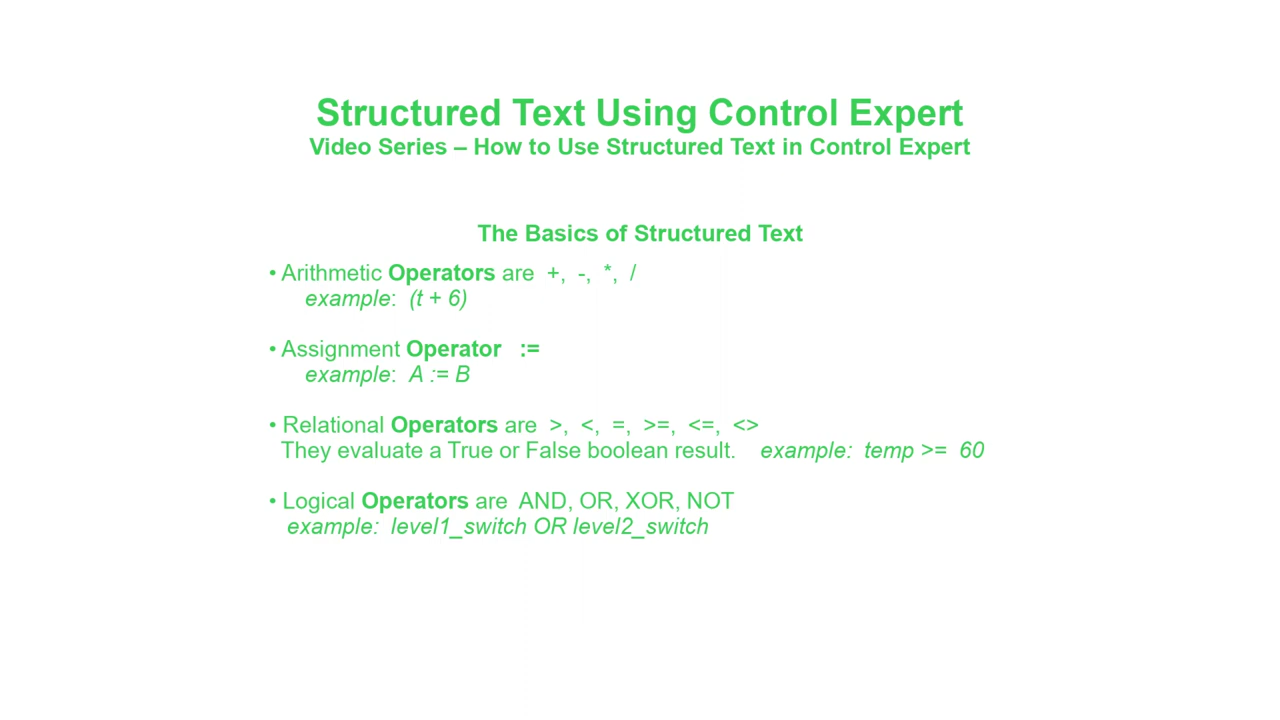 Structured Text Using Control Expert
Video Series – How to Use Structured Text in Control Expert
The Basics of Structured Text
• Arithmetic Operators are +, -, *, /
example: (t + 6)
• Assignment Operator :=
example: A := B
• Relational Operators are >, <, =, >=, <=, <>
They evaluate a True or False boolean result. example: temp >= 60
• Logical Operators are AND, OR, XOR, NOT
example: level1_switch OR level2_switch